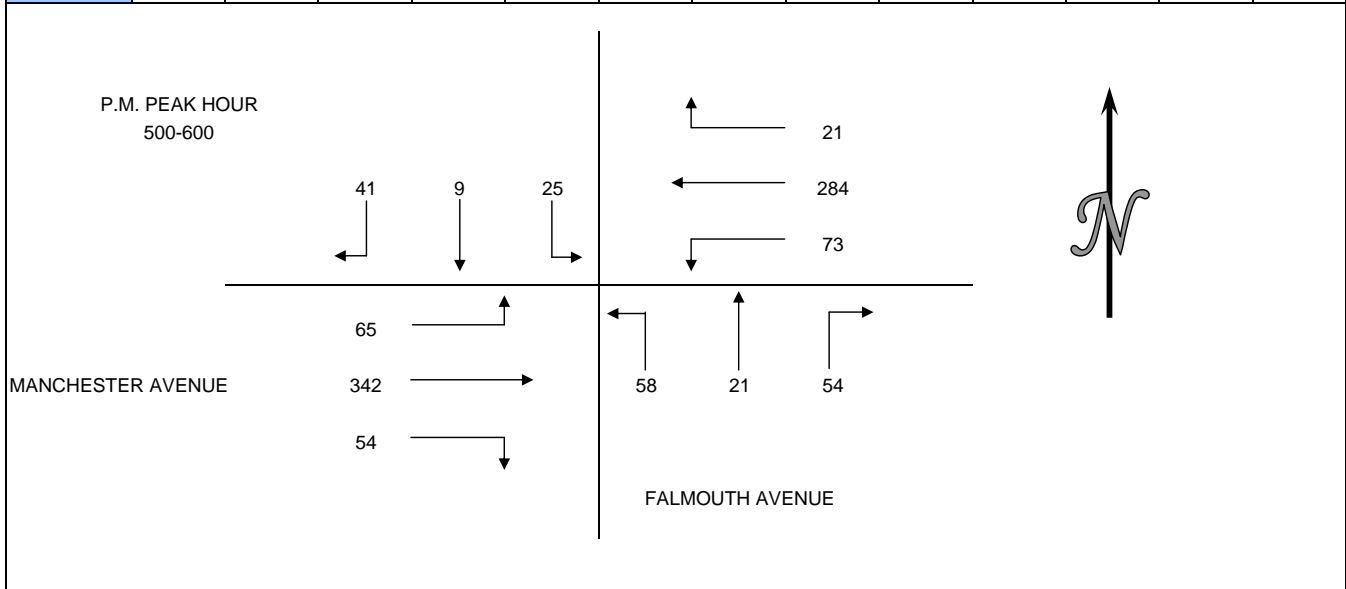 P.M. PEAK HOUR
500-600
21
284
73
41 9 25
65
MANCHESTER AVENUE 342
54
58 21 54
FALMOUTH AVENUE
N